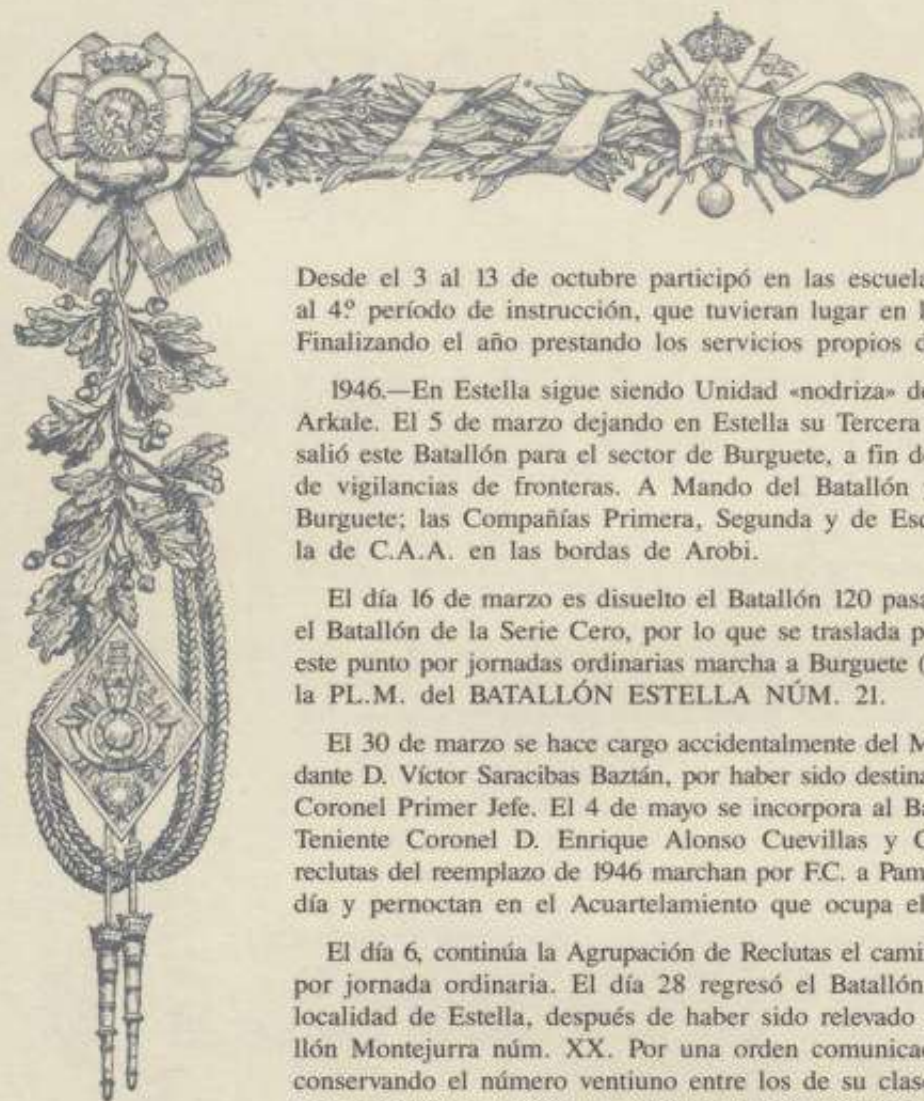 Desde el 3 al 13 de octubre participó en las escuela
al 4º período de instrucción, que tuvieran lugar en l
Finalizando el año prestando los servicios propios d
1946.—En Estella sigue siendo Unidad «nodriza» de
Arkale. El 5 de marzo dejando en Estella su Tercera
salió este Batallón para el sector de Burguete, a fin de
de vigilancias de fronteras. A Mando del Batallón
Burguete; las Compañías Primera, Segunda y de Esc
la de C.A.A. en las bordas de Arobi.
El día 16 de marzo es disuelto el Batallón 120 pasa
el Batallón de la Serie Cero, por lo que se traslada p
este punto por jornadas ordinarias marcha a Burguete (
la PL.M. del BATALLÓN ESTELLA NÚM. 21.
El 30 de marzo se hace cargo accidentalmente del M
dante D. Víctor Saracibas Baztán, por haber sido destina
Coronel Primer Jefe. El 4 de mayo se incorpora al Ba
Teniente Coronel D. Enrique Alonso Cuevillas y C
reclutas del reemplazo de 1946 marchan por F.C. a Pam
día y pernoctan en el Acuartelamiento que ocupa el
El día 6, continúa la Agrupación de Reclutas el cami
por jornada ordinaria. El día 28 regresó el Batallón
localidad de Estella, después de haber sido relevado
llón Montejurra núm. XX. Por una orden comunicad
conservando el número ventiuno entre los de su clase